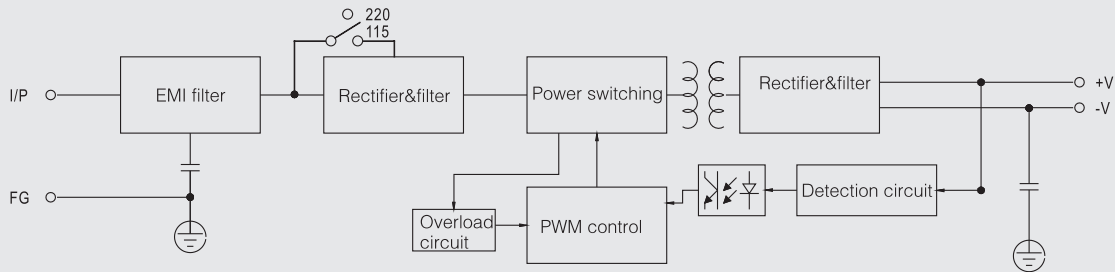 220
115
I/P
EMI filter
Rectifier&filter
Power switching
Rectifier&filter
+V
-V
FG
Overload
circuit
PWM control
Detection circuit